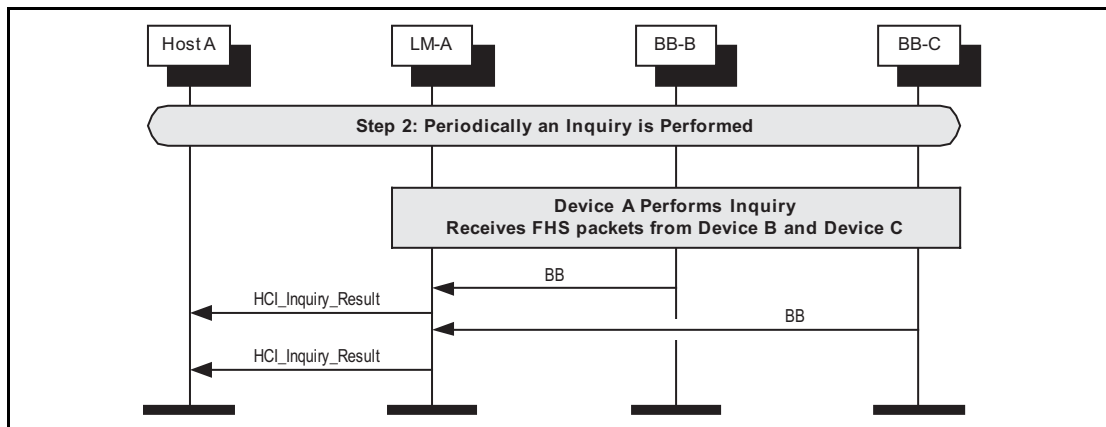 Host A
LM-A
BB-B
BB-C
Step 2: Periodically an Inquiry is Performed
Device A Performs Inquiry
Receives FHS packets from Device B and Device C
BB
HCI_Inquiry_Result
BB
HCI_Inquiry_Result